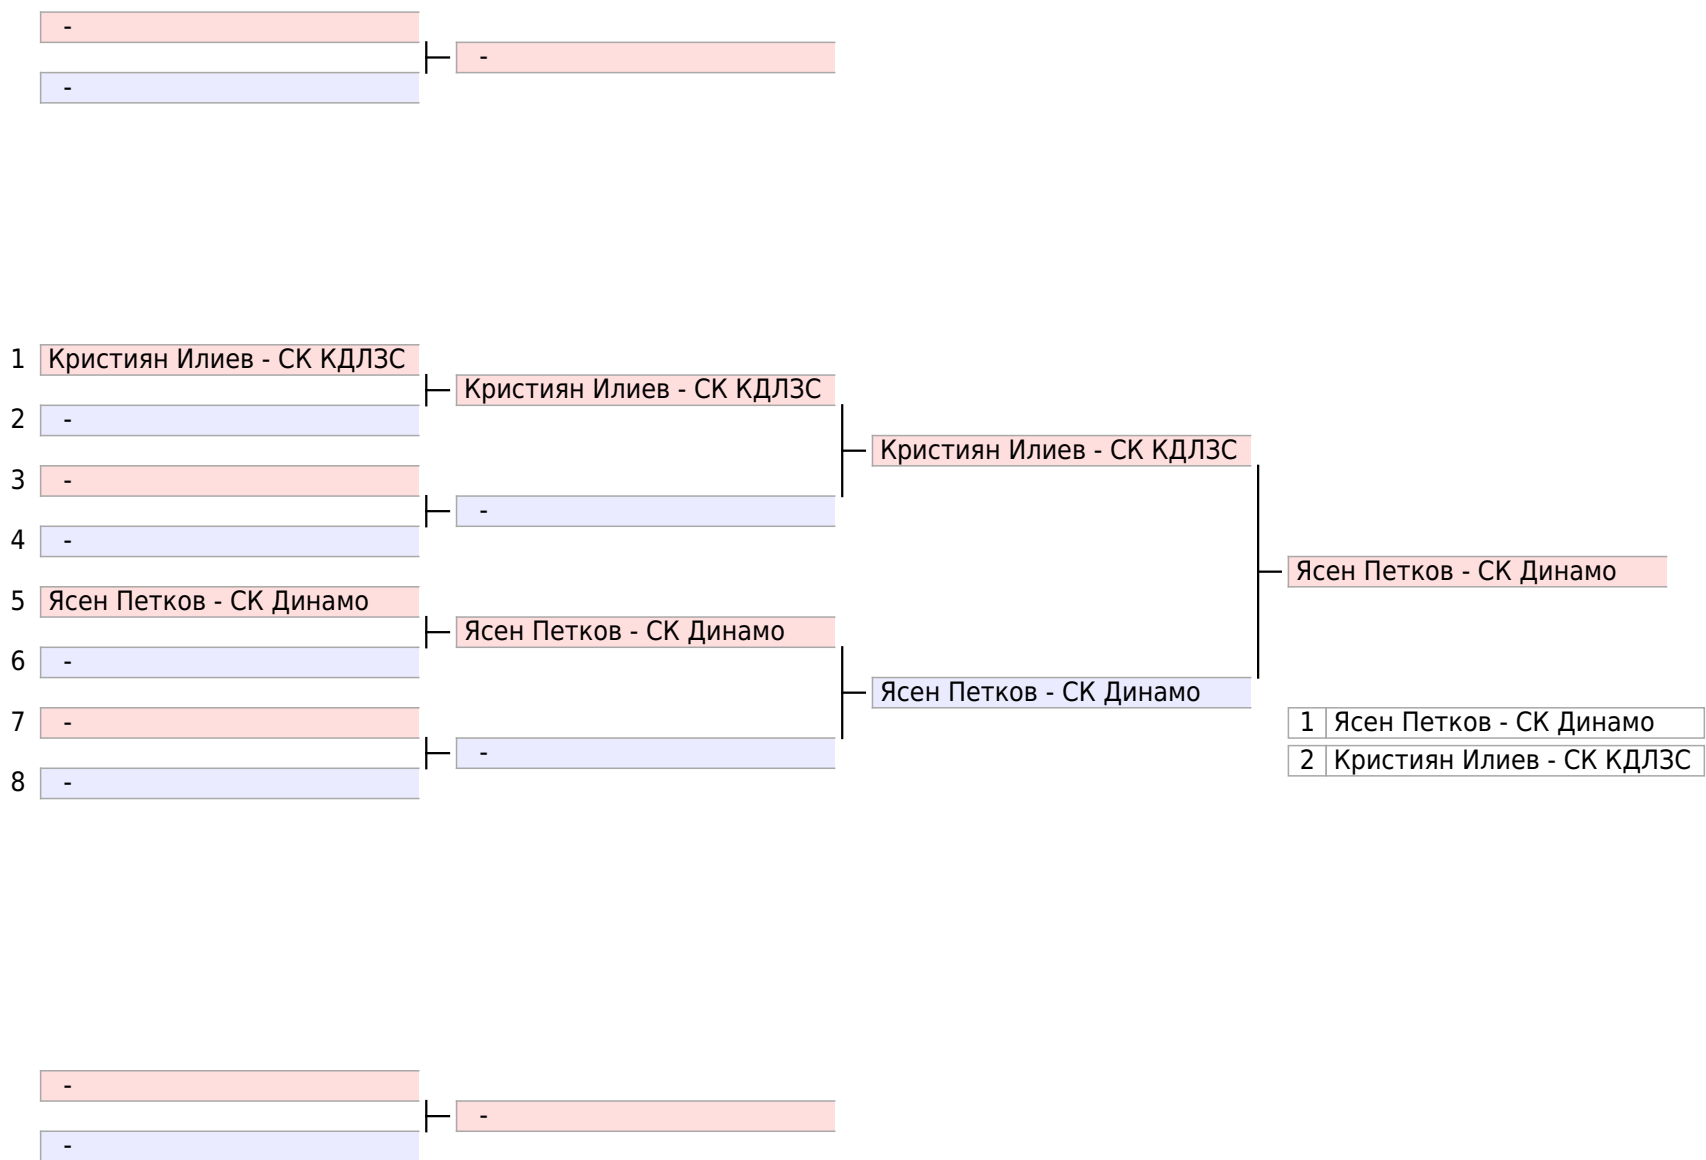 -
-
-
1 Кристиян Илиев - СК КДЛЗС
Кристиян Илиев - СК КДЛЗС
2 -
Кристиян Илиев - СК КДЛЗС
3 -
-
4 -
Ясен Петков - СК Динамо
5 Ясен Петков - СК Динамо
Ясен Петков - СК Динамо
6 -
Ясен Петков - СК Динамо
7 -
1 Ясен Петков - СК Динамо
-
2 Кристиян Илиев - СК КДЛЗС
8 -
-
-
-